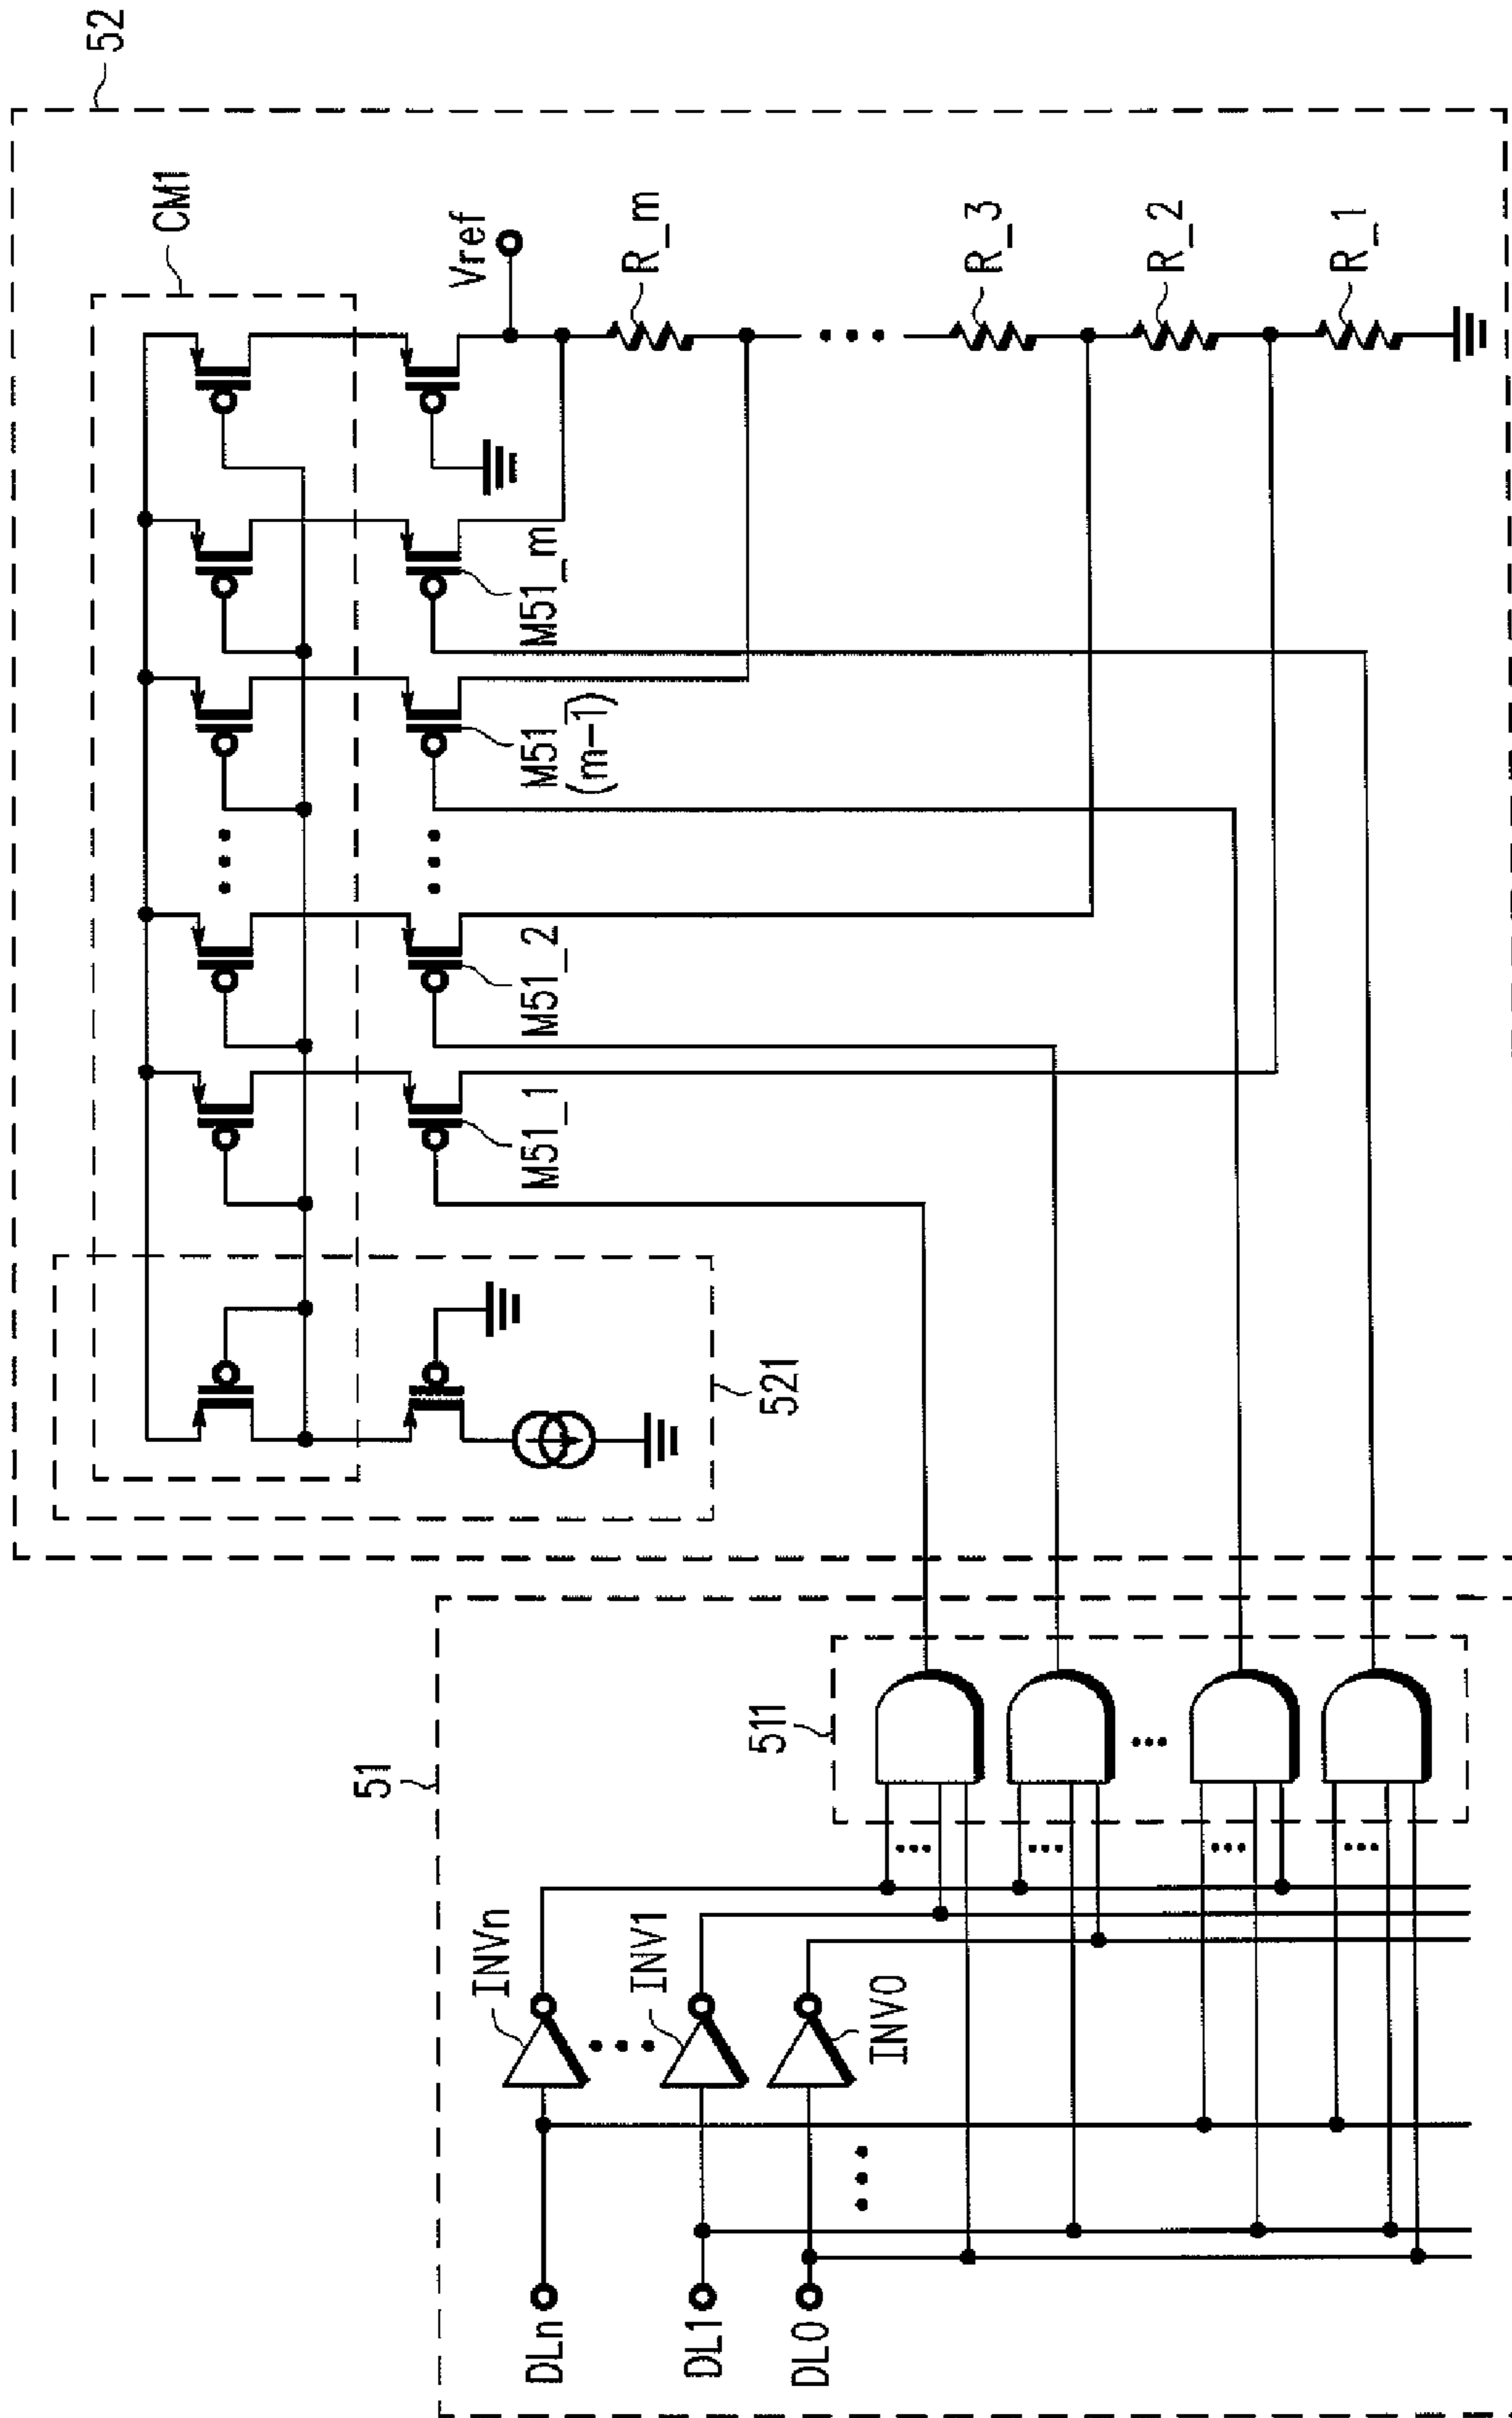 52
CM1
Vref
R_m
R_3
R_2
R_1
M51_m
M51_
(m-1)
M51_2
M51_1
521
51
511
INVn
INV1
INV0
DLn
DL1
DL0